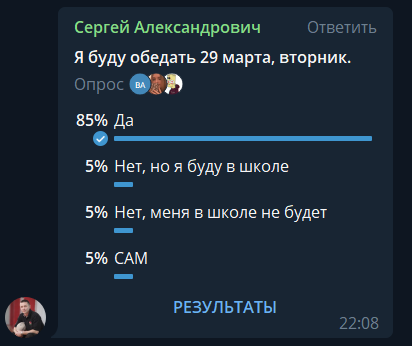 Сергей Александрович Ответить
Я буду обедать 29 марта, вторник.
Опрос ВА
85% Да
5% Нет, но я буду в школе
5% Нет, меня в школе не будет
5% САМ
РЕЗУЛЬТАТЫ
22:08